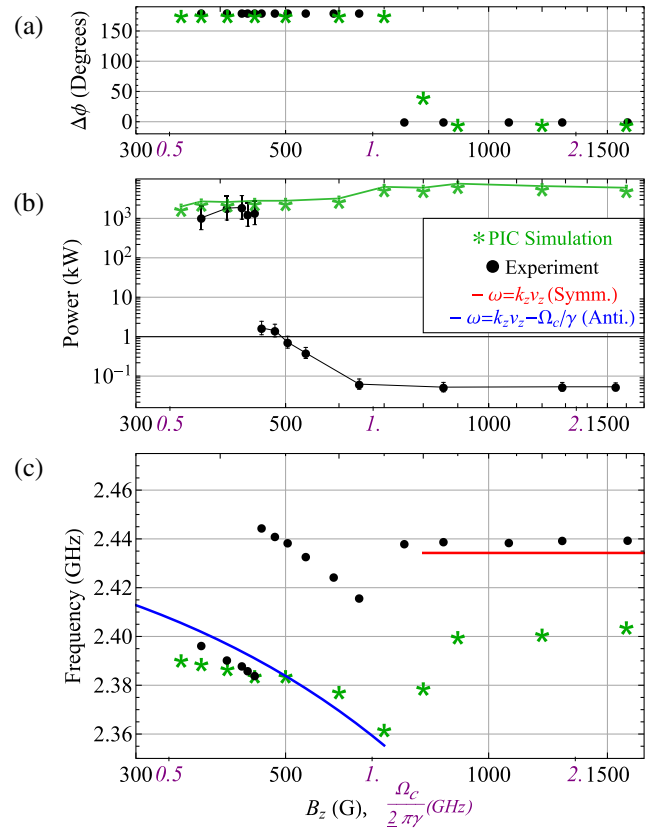 (a)
Δϕ (Degrees)
150
100
50
0
300 0.5 500 1. 1000 2. 1500
(b)
Power (kW)
10³
10²
10¹
1
10⁻¹
* PIC Simulation
● Experiment
− ω=k_z v_z (Symm.)
− ω=k_z v_z−Ω_c/γ (Anti.)
300 0.5 500 1. 1000 2. 1500
(c)
Frequency (GHz)
2.44
2.42
2.40
2.38
2.36
300 0.5 500 1. 1000 2. 1500
B_z (G), Ω_c / 2 πγ (GHz)